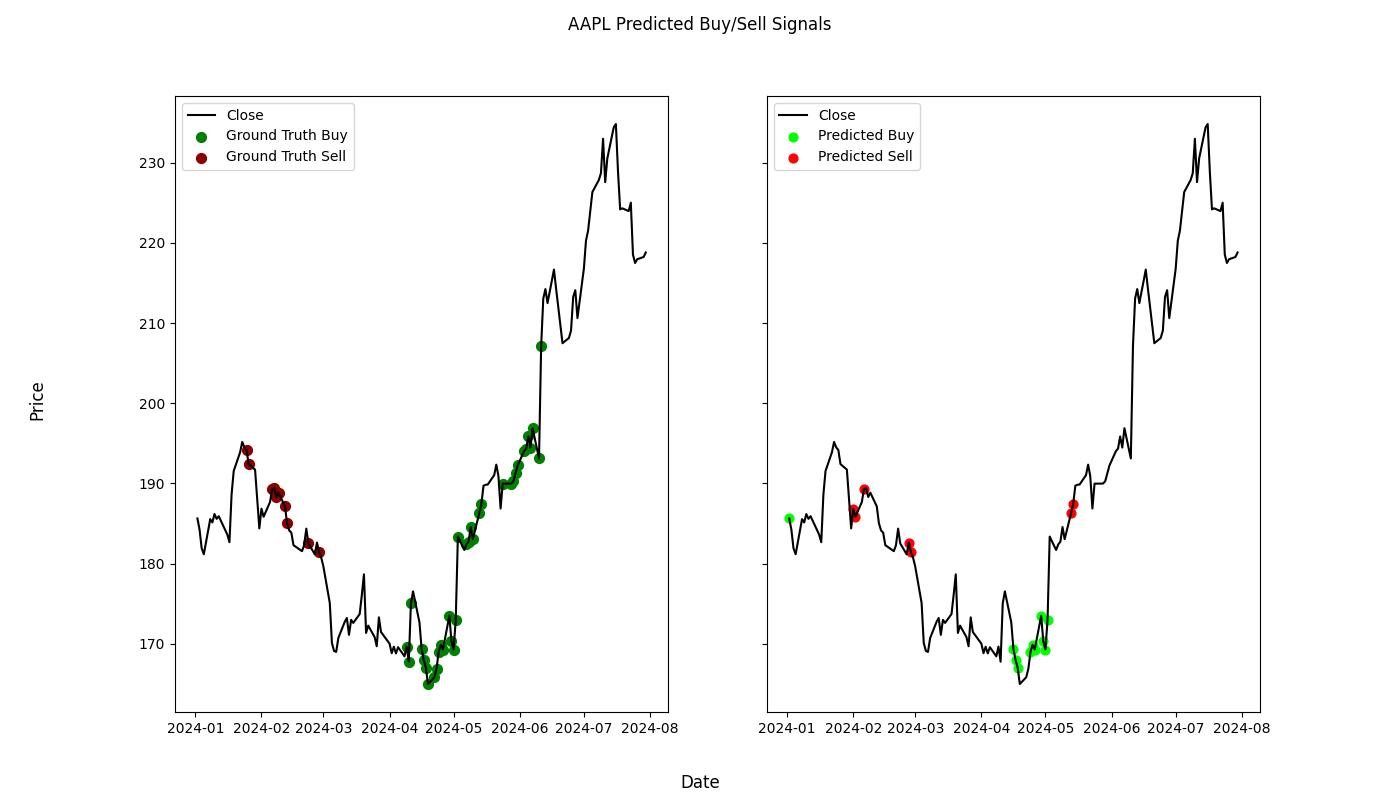 AAPL Predicted Buy/Sell Signals
Close
Ground Truth Buy
Ground Truth Sell
Close
Predicted Buy
Predicted Sell
230
220
210
200
190
180
170
Price
2024-01 2024-02 2024-03 2024-04 2024-05 2024-06 2024-07 2024-08
2024-01 2024-02 2024-03 2024-04 2024-05 2024-06 2024-07 2024-08
Date